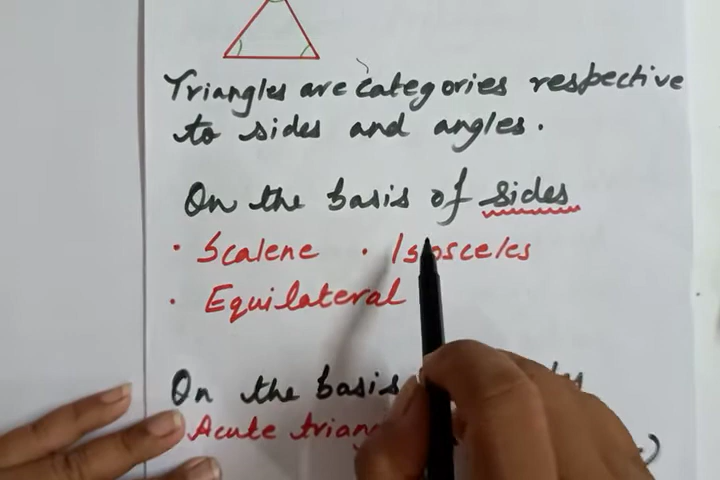 Triangles are categories respective
to sides and angles.
On the basis of sides
· Scalene · Isosceles
· Equilateral
On the basis
Acute